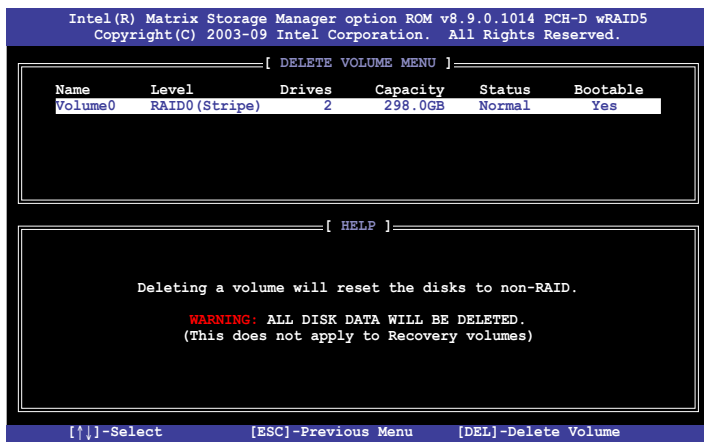 Intel(R) Matrix Storage Manager option ROM v8.9.0.1014 PCH-D wRAID5
Copyright(C) 2003-09 Intel Corporation. All Rights Reserved.
[ DELETE VOLUME MENU ]
Name Level Drives Capacity Status Bootable
Volume0 RAID0(Stripe) 2 298.0GB Normal Yes
[ HELP ]
Deleting a volume will reset the disks to non-RAID.
WARNING: ALL DISK DATA WILL BE DELETED.
(This does not apply to Recovery volumes)
[↑↓]-Select [ESC]-Previous Menu [DEL]-Delete Volume